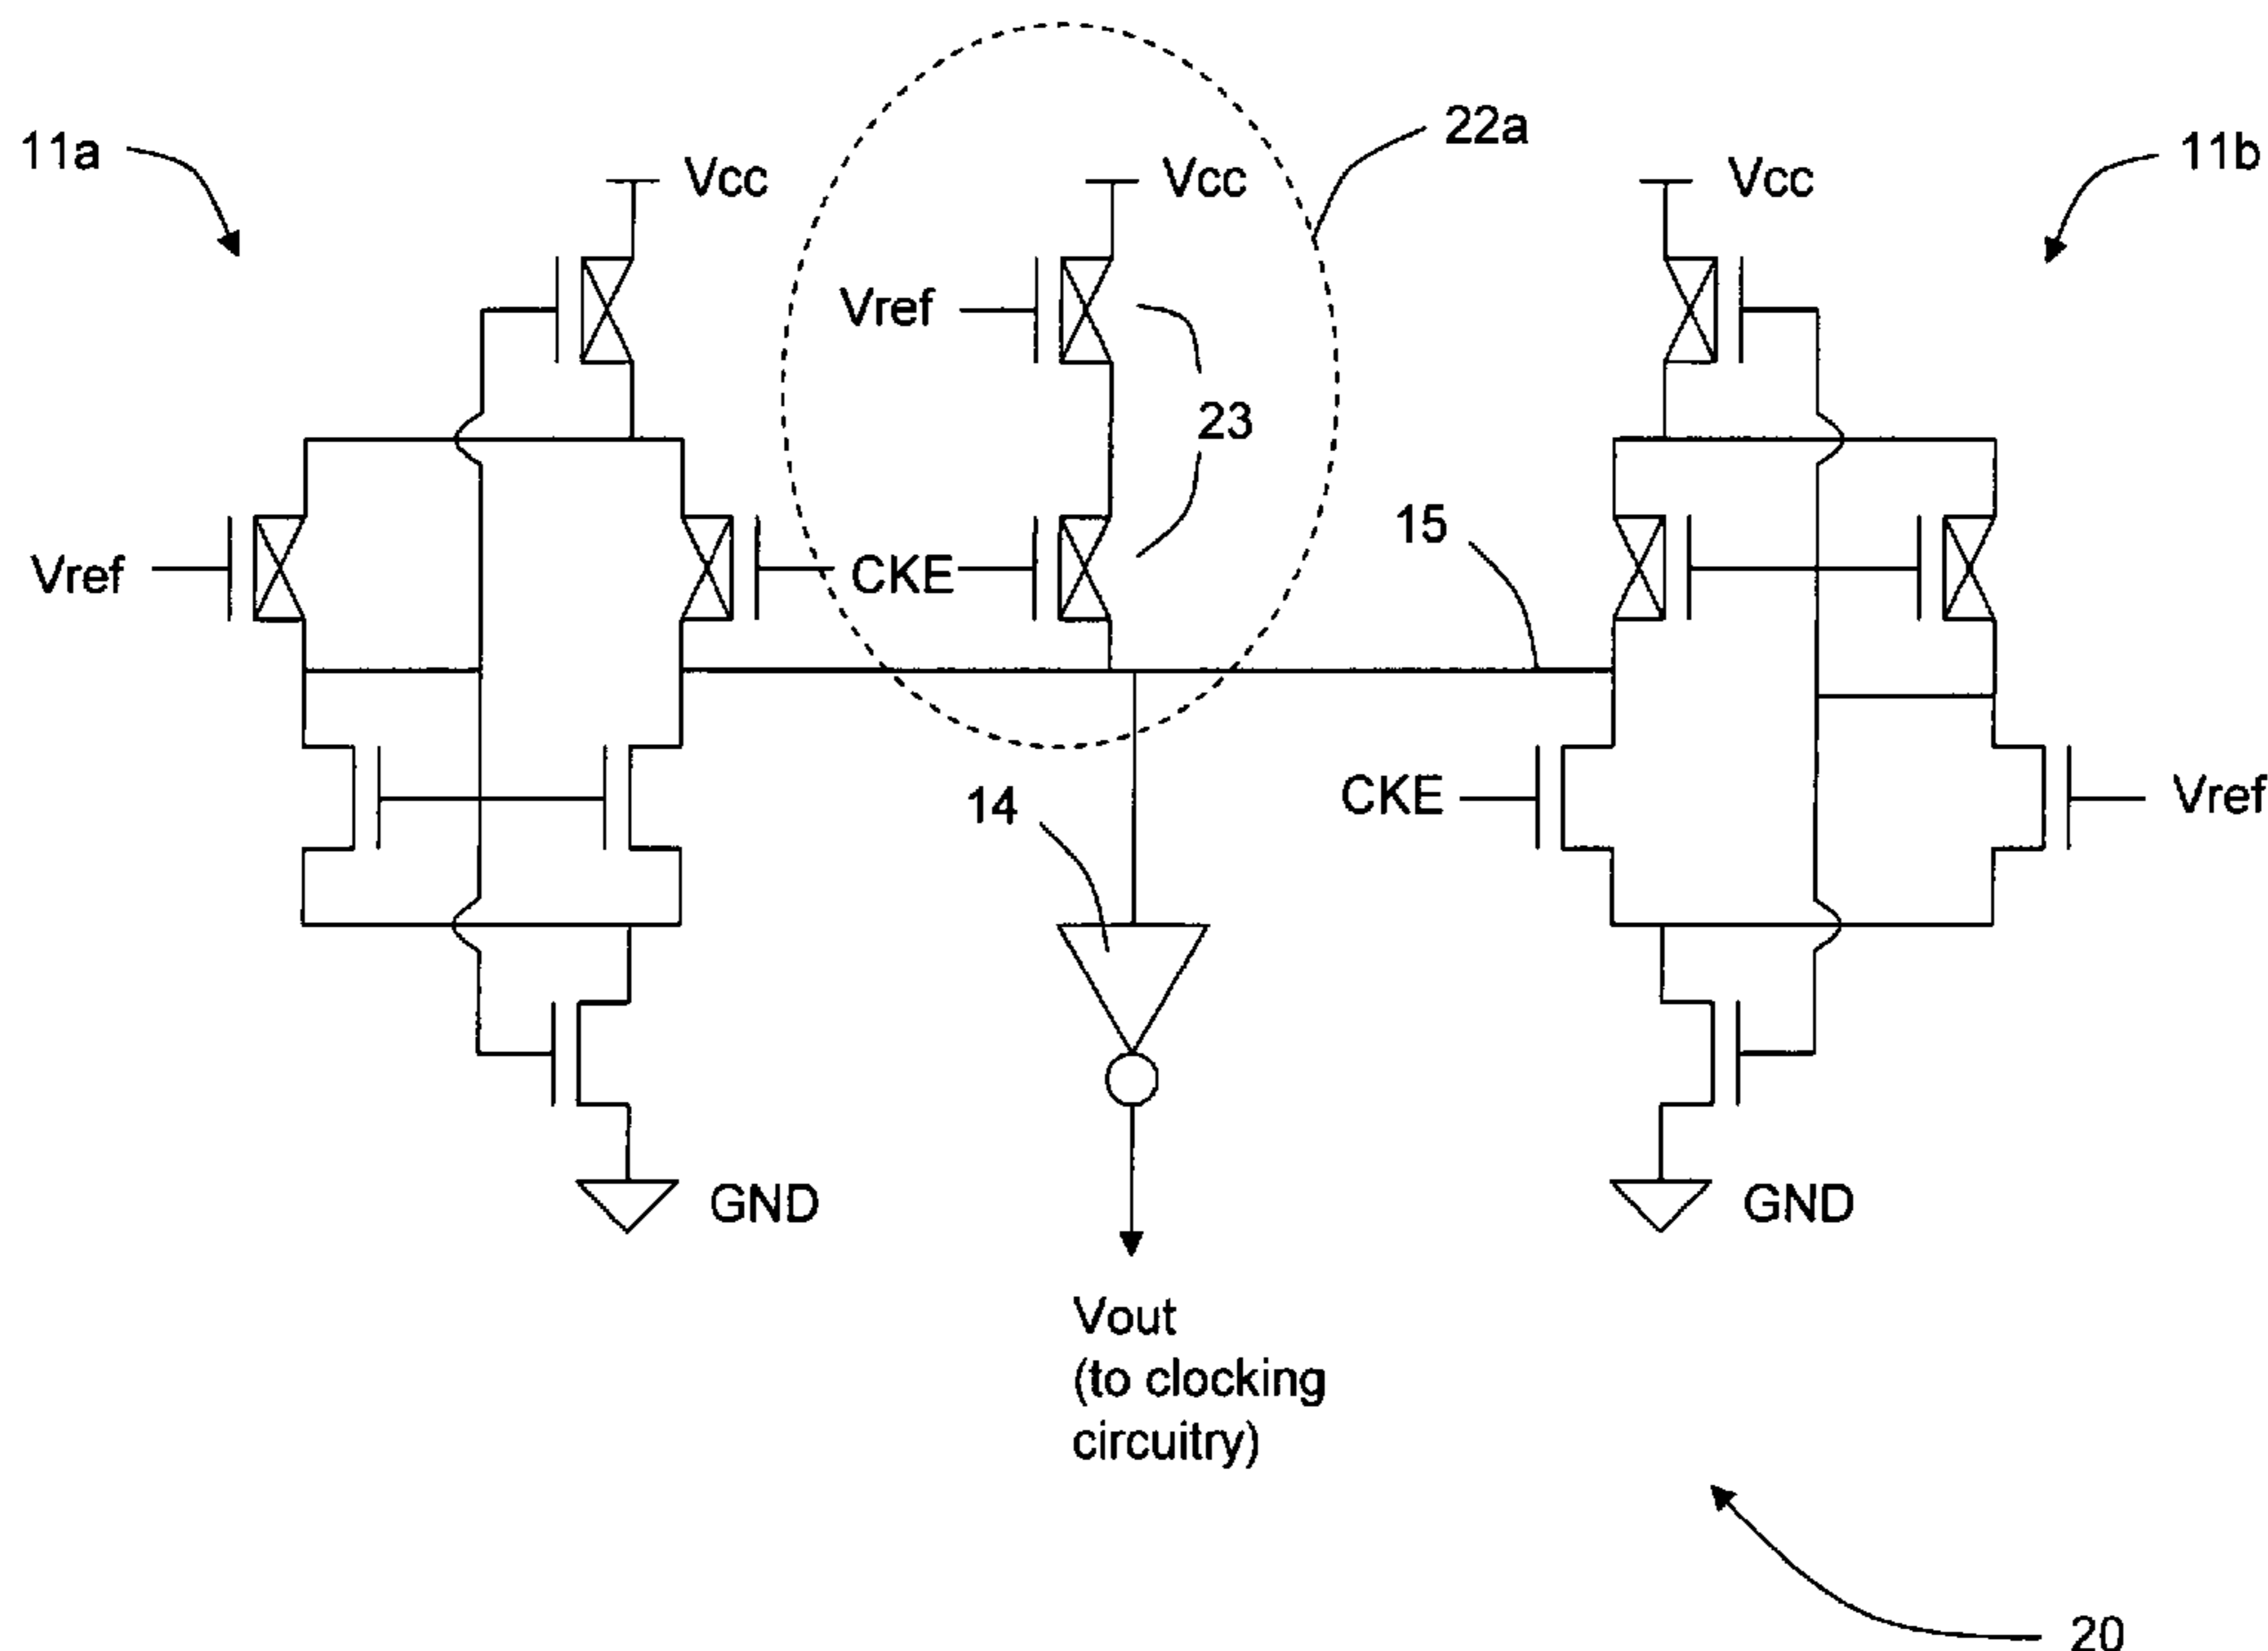 22a
11a
11b
Vcc
Vcc
Vcc
Vref
23
15
Vref
CKE
14
CKE
Vref
GND
GND
Vout
(to clocking
circuitry)
20